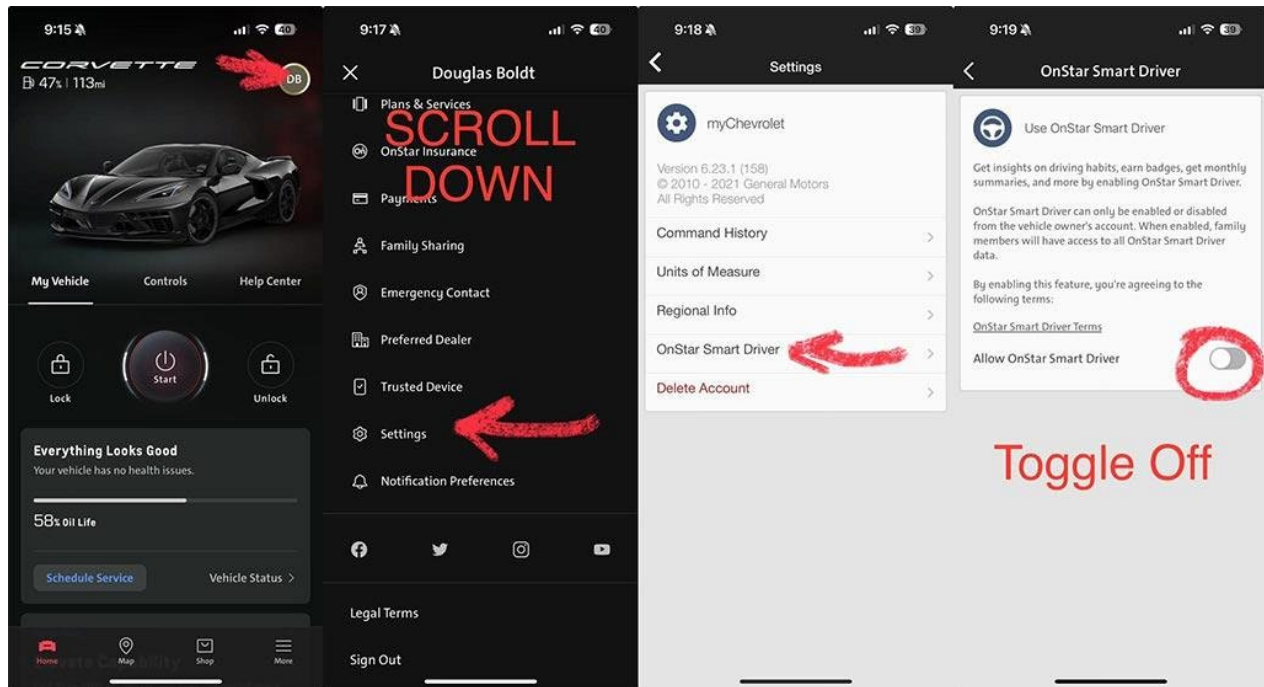 9:15
40
CORVETTE
47% | 113mi
DB
My Vehicle
Controls
Help Center
Lock
Start
Unlock
Everything Looks Good
Your vehicle has no health issues.
58% Oil Life
Schedule Service
Vehicle Status >
Home
Map
Shop
More
9:17
40
Douglas Boldt
Plans & Services
SCROLL
OnStar Insurance
DOWN
Payments
Family Sharing
Emergency Contact
Preferred Dealer
Trusted Device
Settings
Notification Preferences
Legal Terms
Sign Out
9:18
39
Settings
myChevrolet
Version 6.23.1 (158)
© 2010 - 2021 General Motors
All Rights Reserved
Command History
Units of Measure
Regional Info
OnStar Smart Driver
Delete Account
9:19
39
OnStar Smart Driver
Use OnStar Smart Driver
Get insights on driving habits, earn badges, get monthly
summaries, and more by enabling OnStar Smart Driver.
OnStar Smart Driver can only be enabled or disabled
from the vehicle owner's account. When enabled, family
members will have access to all OnStar Smart Driver
data.
By enabling this feature, you're agreeing to the
following terms:
OnStar Smart Driver Terms
Allow OnStar Smart Driver
Toggle Off